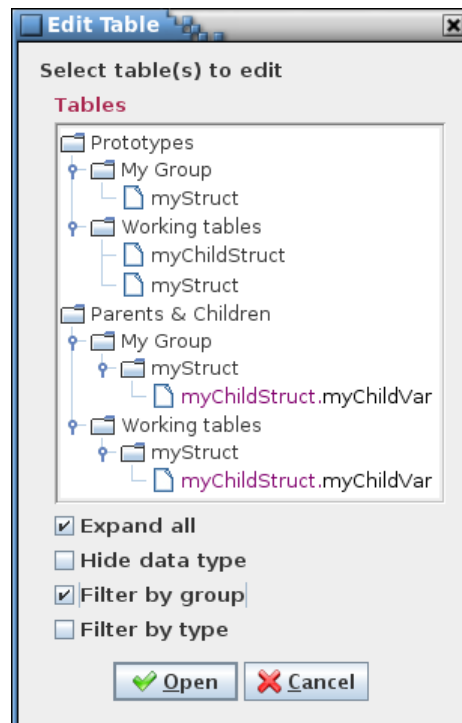 Edit Table
Select table(s) to edit
Tables
Prototypes
My Group
myStruct
Working tables
myChildStruct
myStruct
Parents & Children
My Group
myStruct
myChildStruct.myChildVar
Working tables
myStruct
myChildStruct.myChildVar
Expand all
Hide data type
Filter by group
Filter by type
Open Cancel